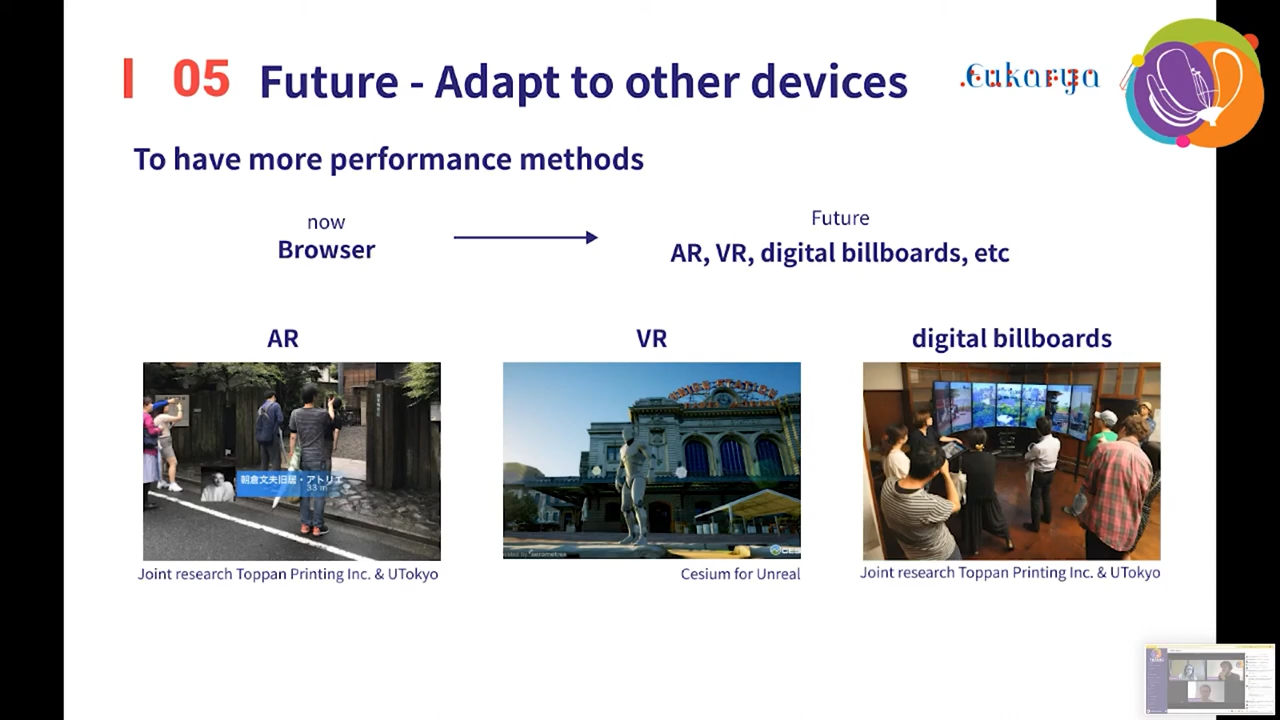 05 Future - Adapt to other devices
Eukarya
To have more performance methods
now
Browser
Future
AR, VR, digital billboards, etc
AR
VR
digital billboards
朝倉文夫旧居・アトリエ
33 m
Joint research Toppan Printing Inc. & UTokyo
Cesium for Unreal
Joint research Toppan Printing Inc. & UTokyo